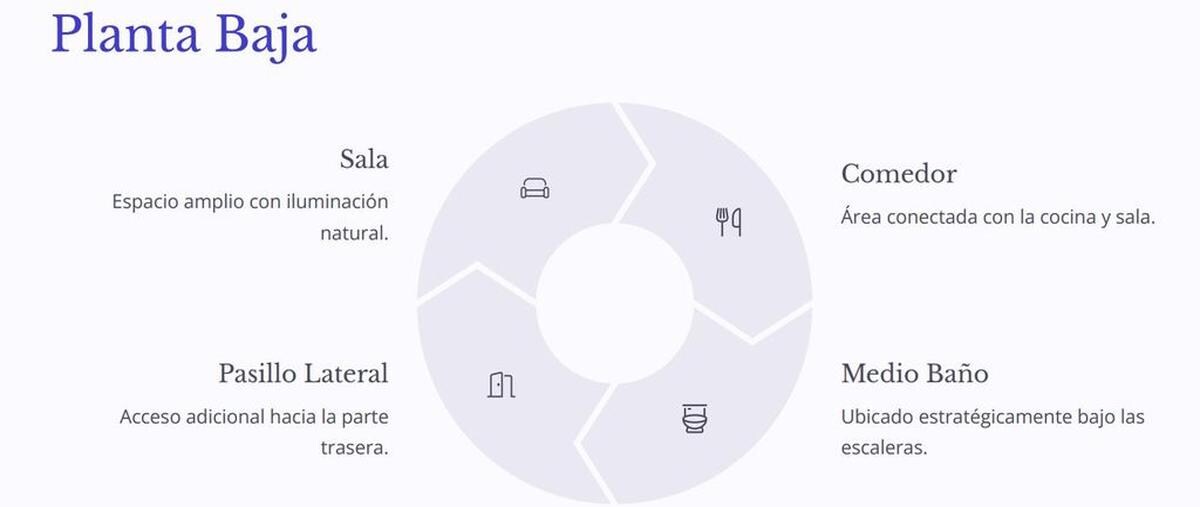 Planta Baja
Sala
Espacio amplio con iluminación
natural.
Comedor
Área conectada con la cocina y sala.
Pasillo Lateral
Acceso adicional hacia la parte
trasera.
Medio Baño
Ubicado estratégicamente bajo las
escaleras.